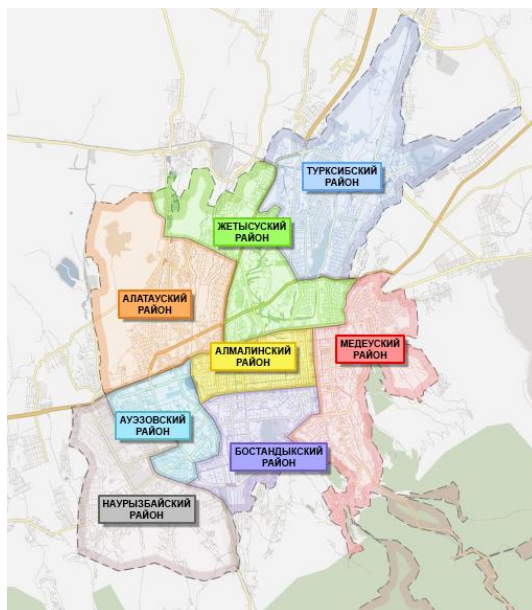 ТУРКСИБСКИЙ
РАЙОН
ЖЕТЫСУСКИЙ
РАЙОН
АЛАТАУСКИЙ
РАЙОН
МЕДЕУСКИЙ
РАЙОН
АЛМАЛИНСКИЙ
РАЙОН
АУЭЗОВСКИЙ
РАЙОН
БОСТАНДЫКСКИЙ
РАЙОН
НАУРЫЗБАЙСКИЙ
РАЙОН